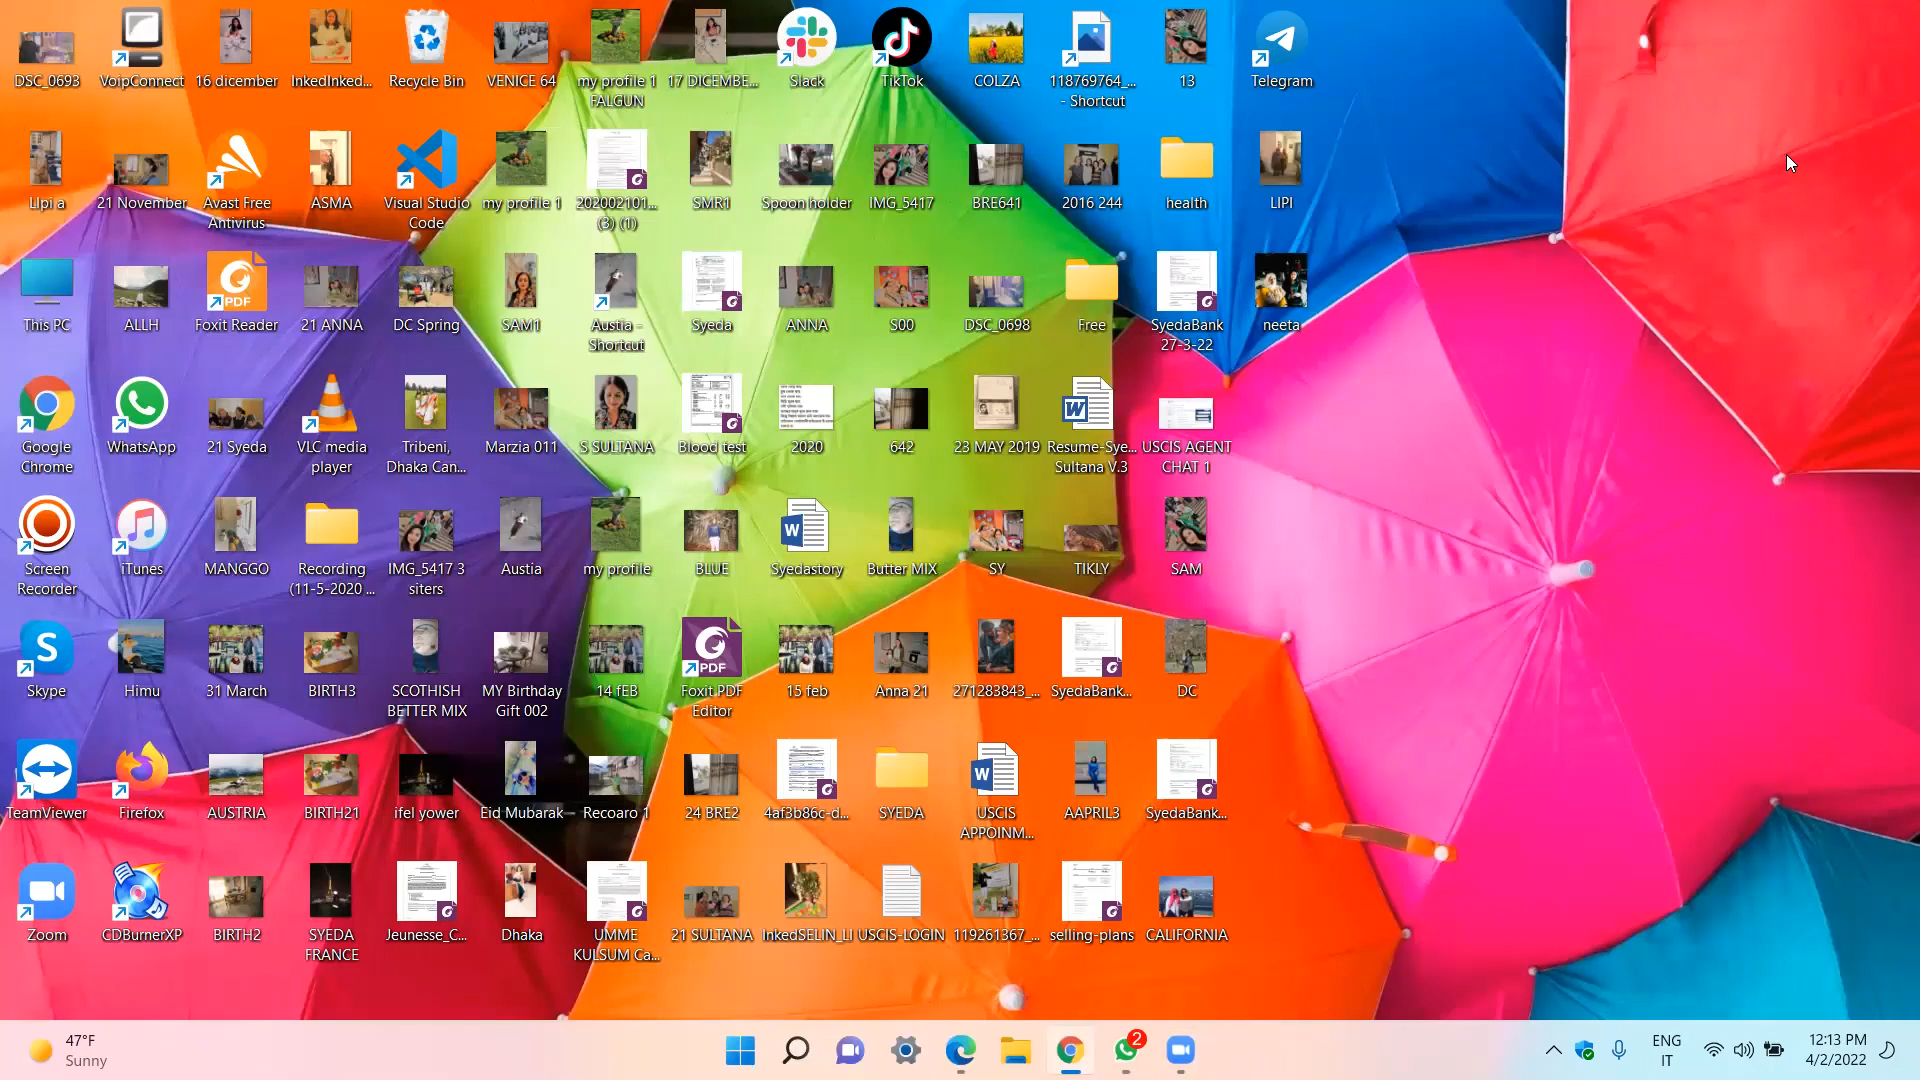 DSC_0693
VoipConnect
16 dicember
InkedInked...
Recycle Bin
VENICE 64
my profile 1
FALGUN
17 DICEMBE...
Slack
TikTok
COLZA
118769764_...
- Shortcut
13
Telegram
LIpi a
21 November
Avast Free
Antivirus
ASMA
Visual Studio
Code
my profile 1
202002101...
(3) (1)
SMR1
Spoon holder
IMG_5417
BRE641
2016 244
health
LIPI
This PC
ALLH
Foxit Reader
21 ANNA
DC Spring
SAM1
Austia -
Shortcut
Syeda
ANNA
S00
DSC_0698
Free
SyedaBank
27-3-22
neeta
Google
Chrome
WhatsApp
21 Syeda
VLC media
player
Tribeni,
Dhaka Can...
Marzia 011
S SULTANA
Blood test
2020
642
23 MAY 2019
Resume-Sye...
Sultana V.3
USCIS AGENT
CHAT 1
Screen
Recorder
iTunes
MANGGO
Recording
(11-5-2020 ...
IMG_5417 3
siters
Austia
my profile
BLUE
Syedastory
Butter MIX
SY
TIKLY
SAM
Skype
Himu
31 March
BIRTH3
SCOTHISH
BETTER MIX
MY Birthday
Gift 002
14 fEB
Foxit PDF
Editor
15 feb
Anna 21
271283843_...
SyedaBank...
DC
TeamViewer
Firefox
AUSTRIA
BIRTH21
ifel yower
Eid Mubarak
Recoaro 1
24 BRE2
4af3b86c-d...
SYEDA
USCIS
APPOINM...
AAPRIL3
SyedaBank...
Zoom
CDBurnerXP
BIRTH2
SYEDA
FRANCE
Jeunesse_C...
Dhaka
UMME
KULSUM Ca...
21 SULTANA
InkedSELIN_LI
USCIS-LOGIN
119261367_...
selling-plans
CALIFORNIA
47°F
Sunny
2
ENG
IT
12:13 PM
4/2/2022